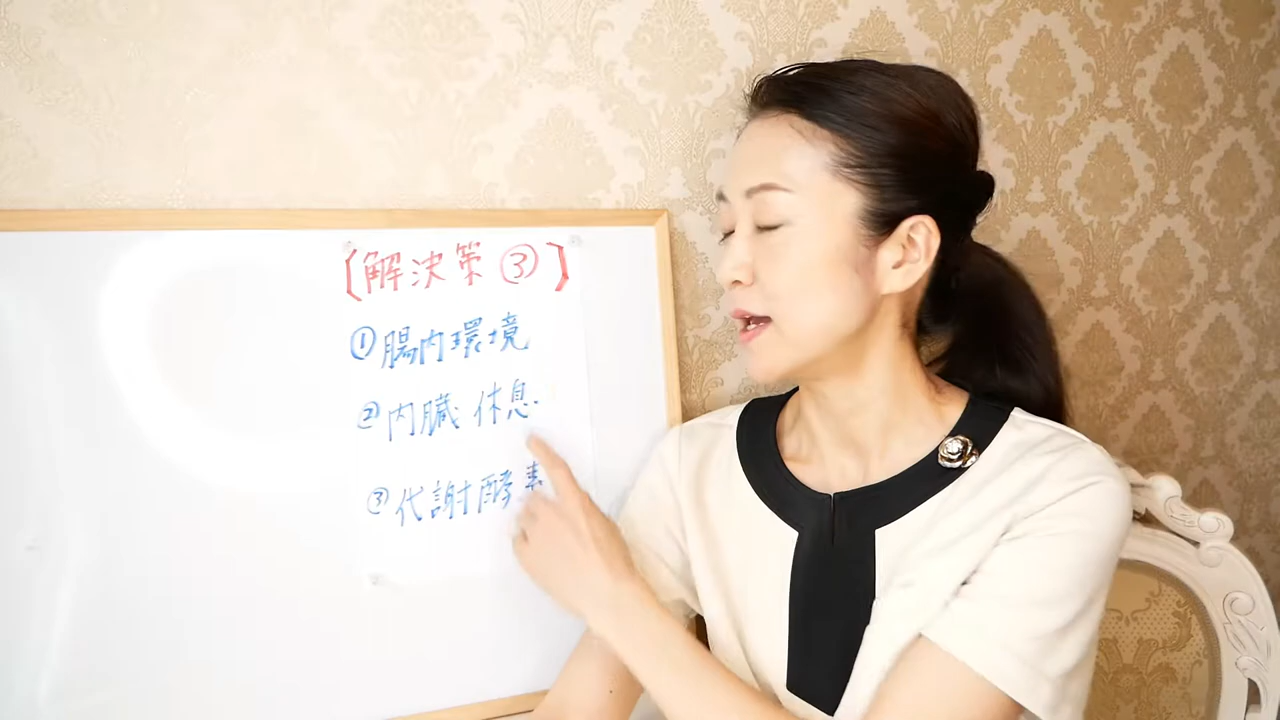 【解決策③】
①腸内環境
②内臓休息
③代謝酵素